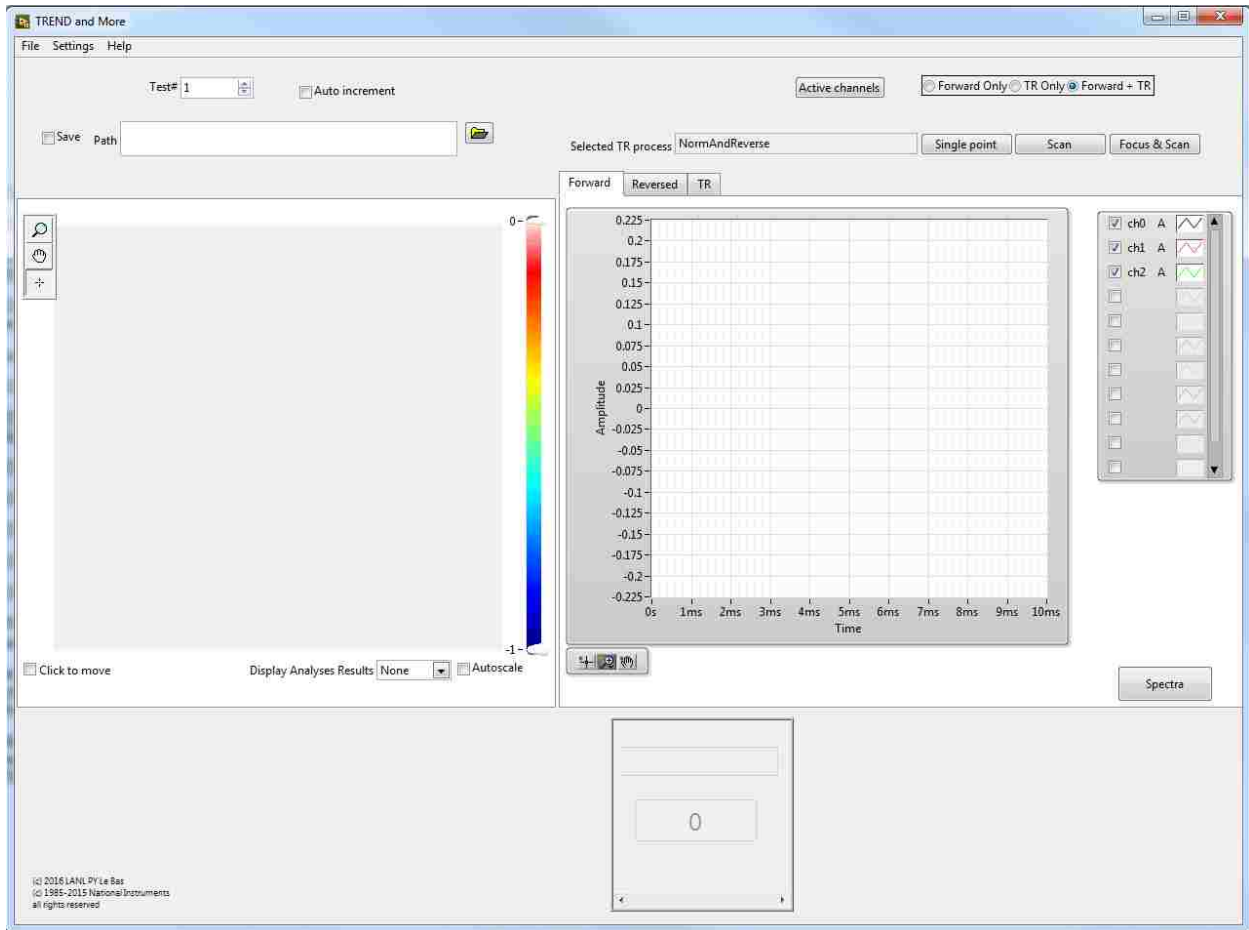 TREND and More
File Settings Help
Test# 1
Auto increment
Active channels
Forward Only TR Only Forward + TR
Save Path
Selected TR process NormAndReverse
Single point
Scan
Focus & Scan
Forward
Reversed
TR
0
-1
Click to move
Display Analyses Results None
Autoscale
0.225
0.2
0.175
0.15
0.125
0.1
0.075
0.05
0.025
0
-0.025
-0.05
-0.075
-0.1
-0.125
-0.15
-0.175
-0.2
-0.225
Amplitude
0s 1ms 2ms 3ms 4ms 5ms 6ms 7ms 8ms 9ms 10ms
Time
ch0 A
ch1 A
ch2 A
Spectra
0
(c) 2016 LANL PY Le Bas
(c) 1985-2015 National Instruments
all rights reserved